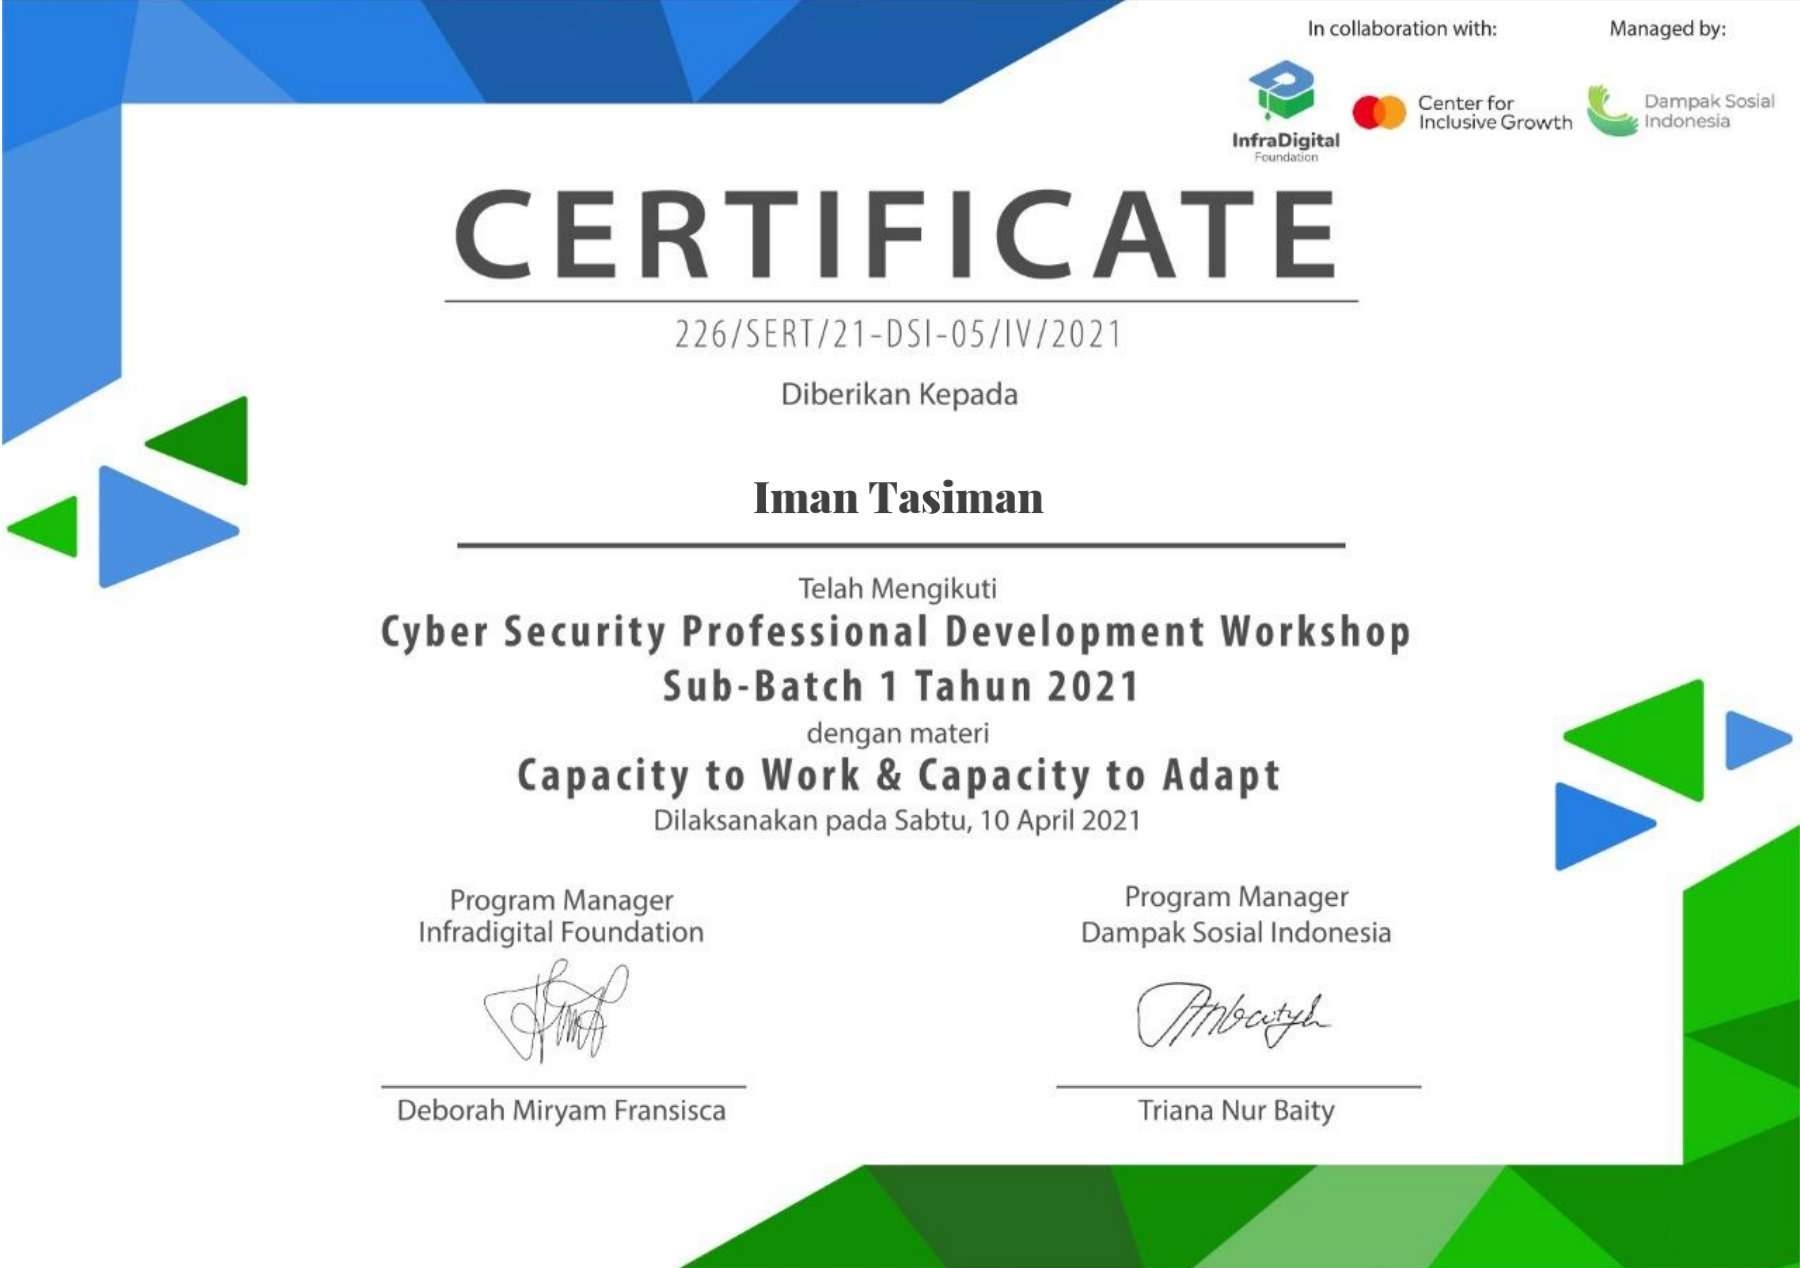 In collaboration with:
Managed by:
InfraDigital
Foundation
Center for
Inclusive Growth
Dampak Sosial
Indonesia
CERTIFICATE
226/SERT/21-DSI-05/IV/2021
Diberikan Kepada
Iman Tasiman
Telah Mengikuti
Cyber Security Professional Development Workshop
Sub-Batch 1 Tahun 2021
dengan materi
Capacity to Work & Capacity to Adapt
Dilaksanakan pada Sabtu, 10 April 2021
Program Manager
Infradigital Foundation
Deborah Miryam Fransisca
Program Manager
Dampak Sosial Indonesia
Triana Nur Baity